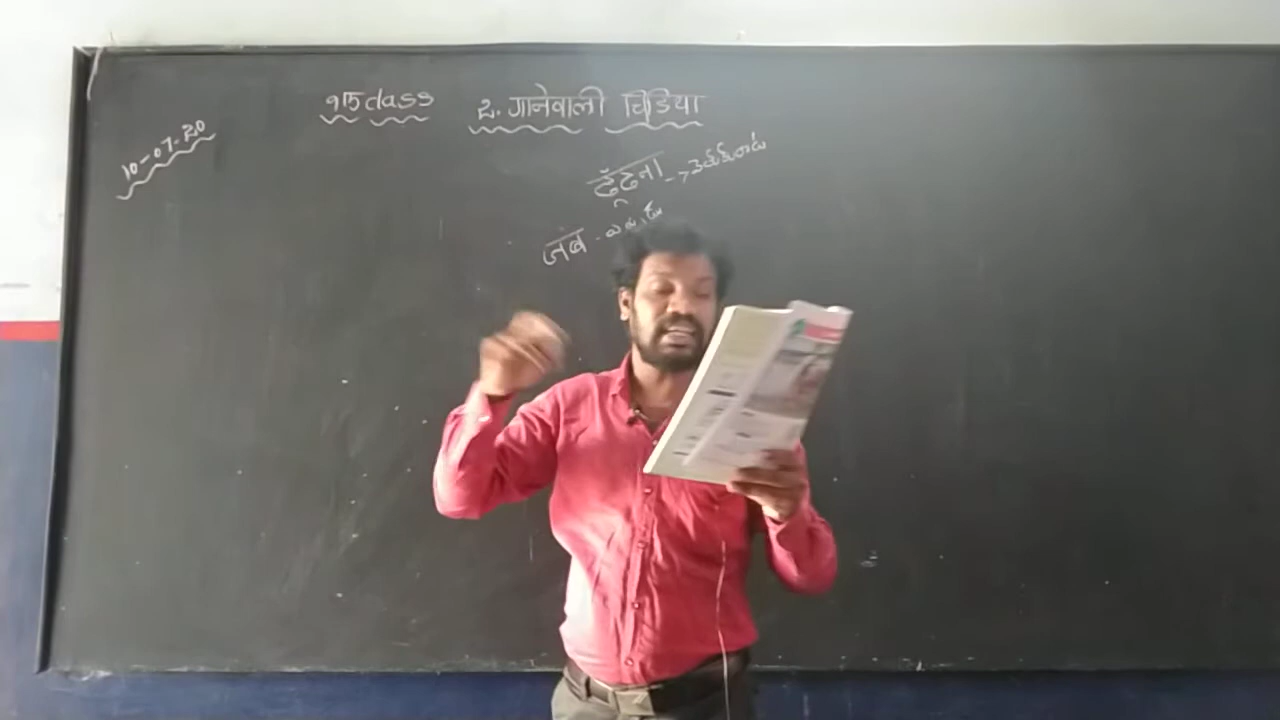 10-07-20
9th class 2. गानेवाली चिडिया
ढूँढना ->
जब -